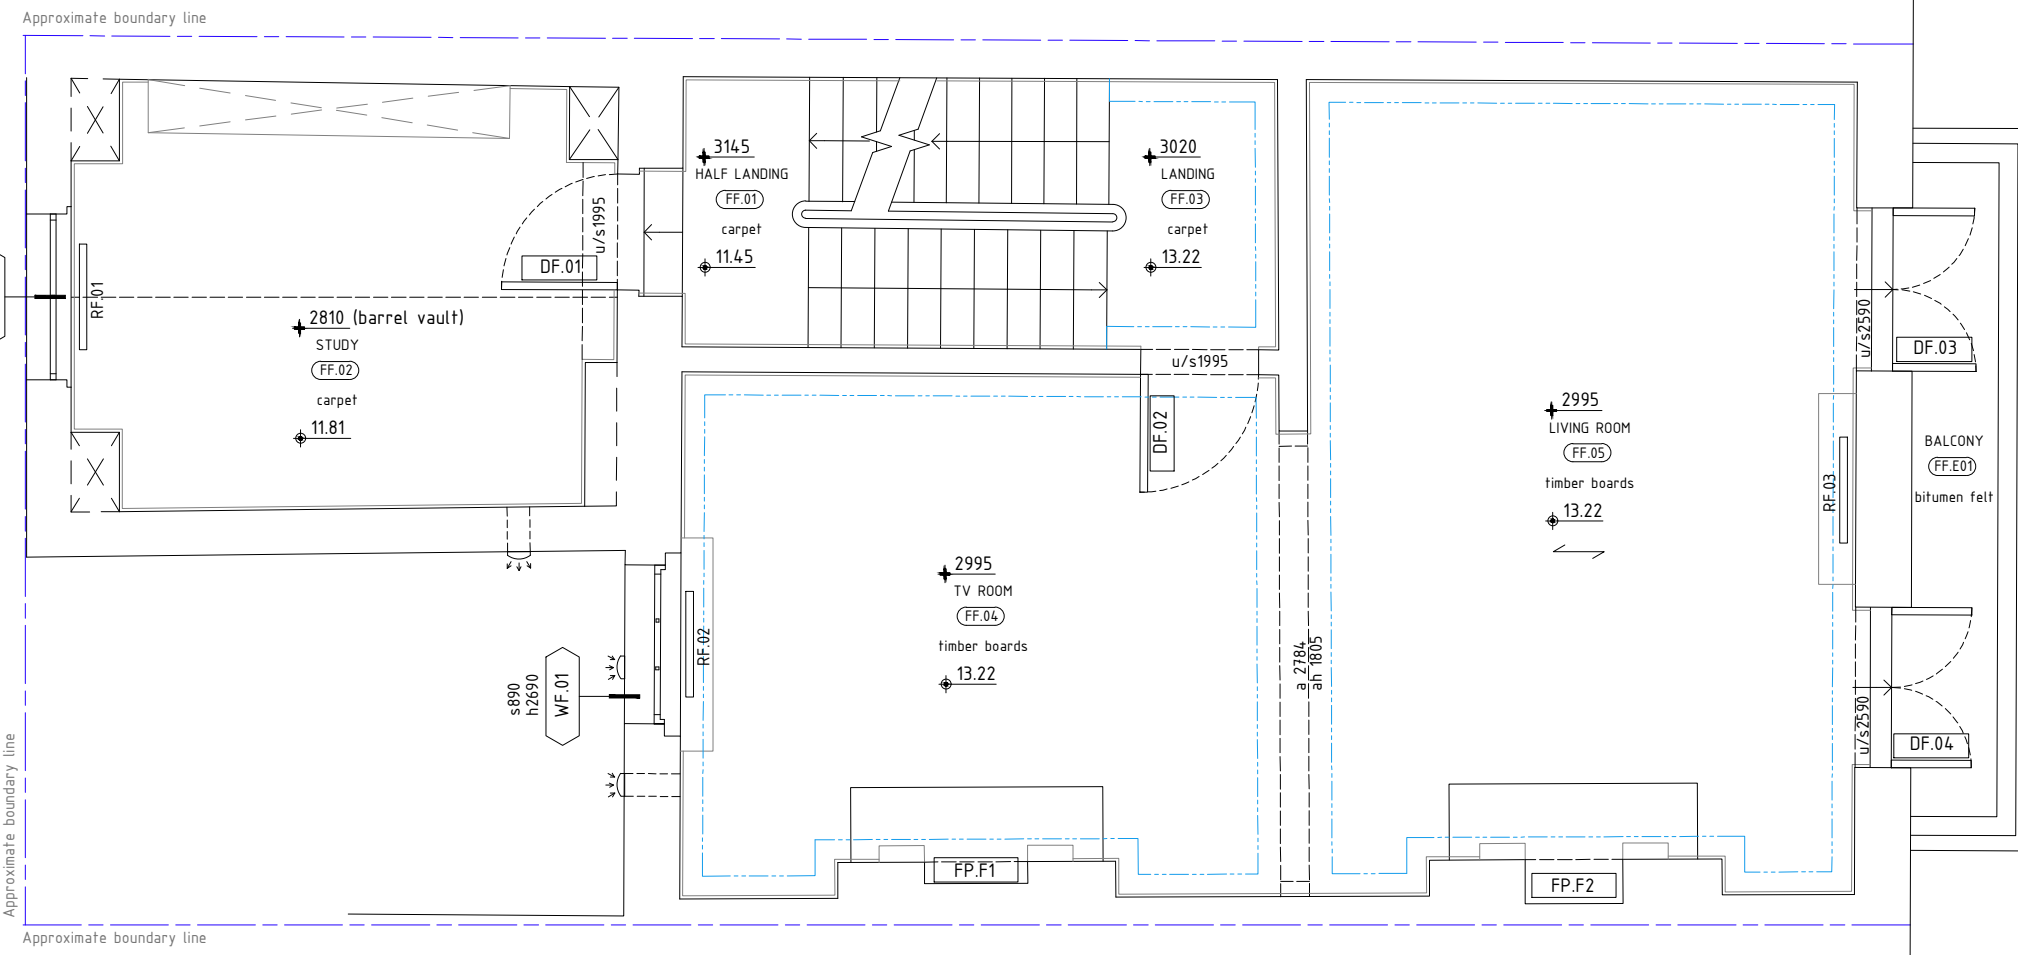 Approximate boundary line
3145
HALF LANDING
FF.01
carpet
11.45
3020
LANDING
FF.03
carpet
13.22
u/s1995
DF.01
RF.01
2810 (barrel vault)
STUDY
FF.02
carpet
11.81
u/s1995
DF.02
2995
LIVING ROOM
FF.05
timber boards
13.22
u/s2590
DF.03
BALCONY
FF.E01
bitumen felt
RF.03
2995
TV ROOM
FF.04
timber boards
13.22
RF.02
s890
h2690
WF.01
a 2784
ah 1805
u/s2590
DF.04
FP.F1
FP.F2
Approximate boundary line
Approximate boundary line